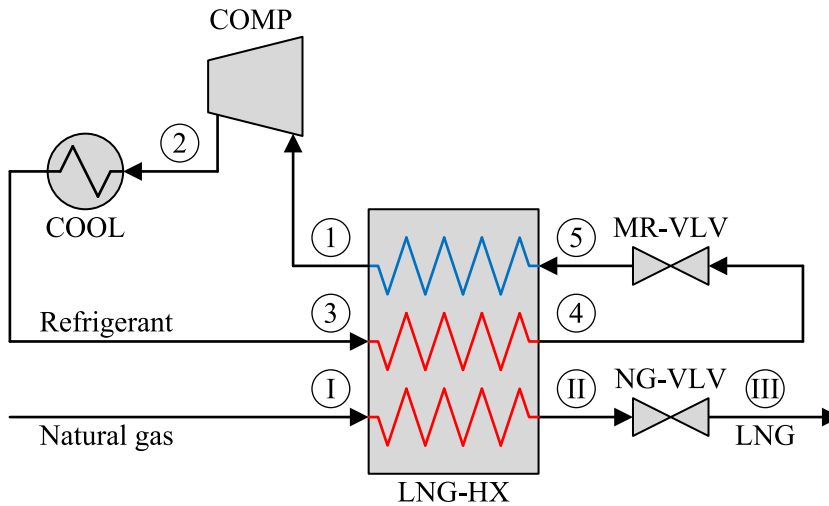 COMP
2
COOL
1
5
MR-VLV
Refrigerant
3
4
I
II
NG-VLV
III
Natural gas
LNG
LNG-HX